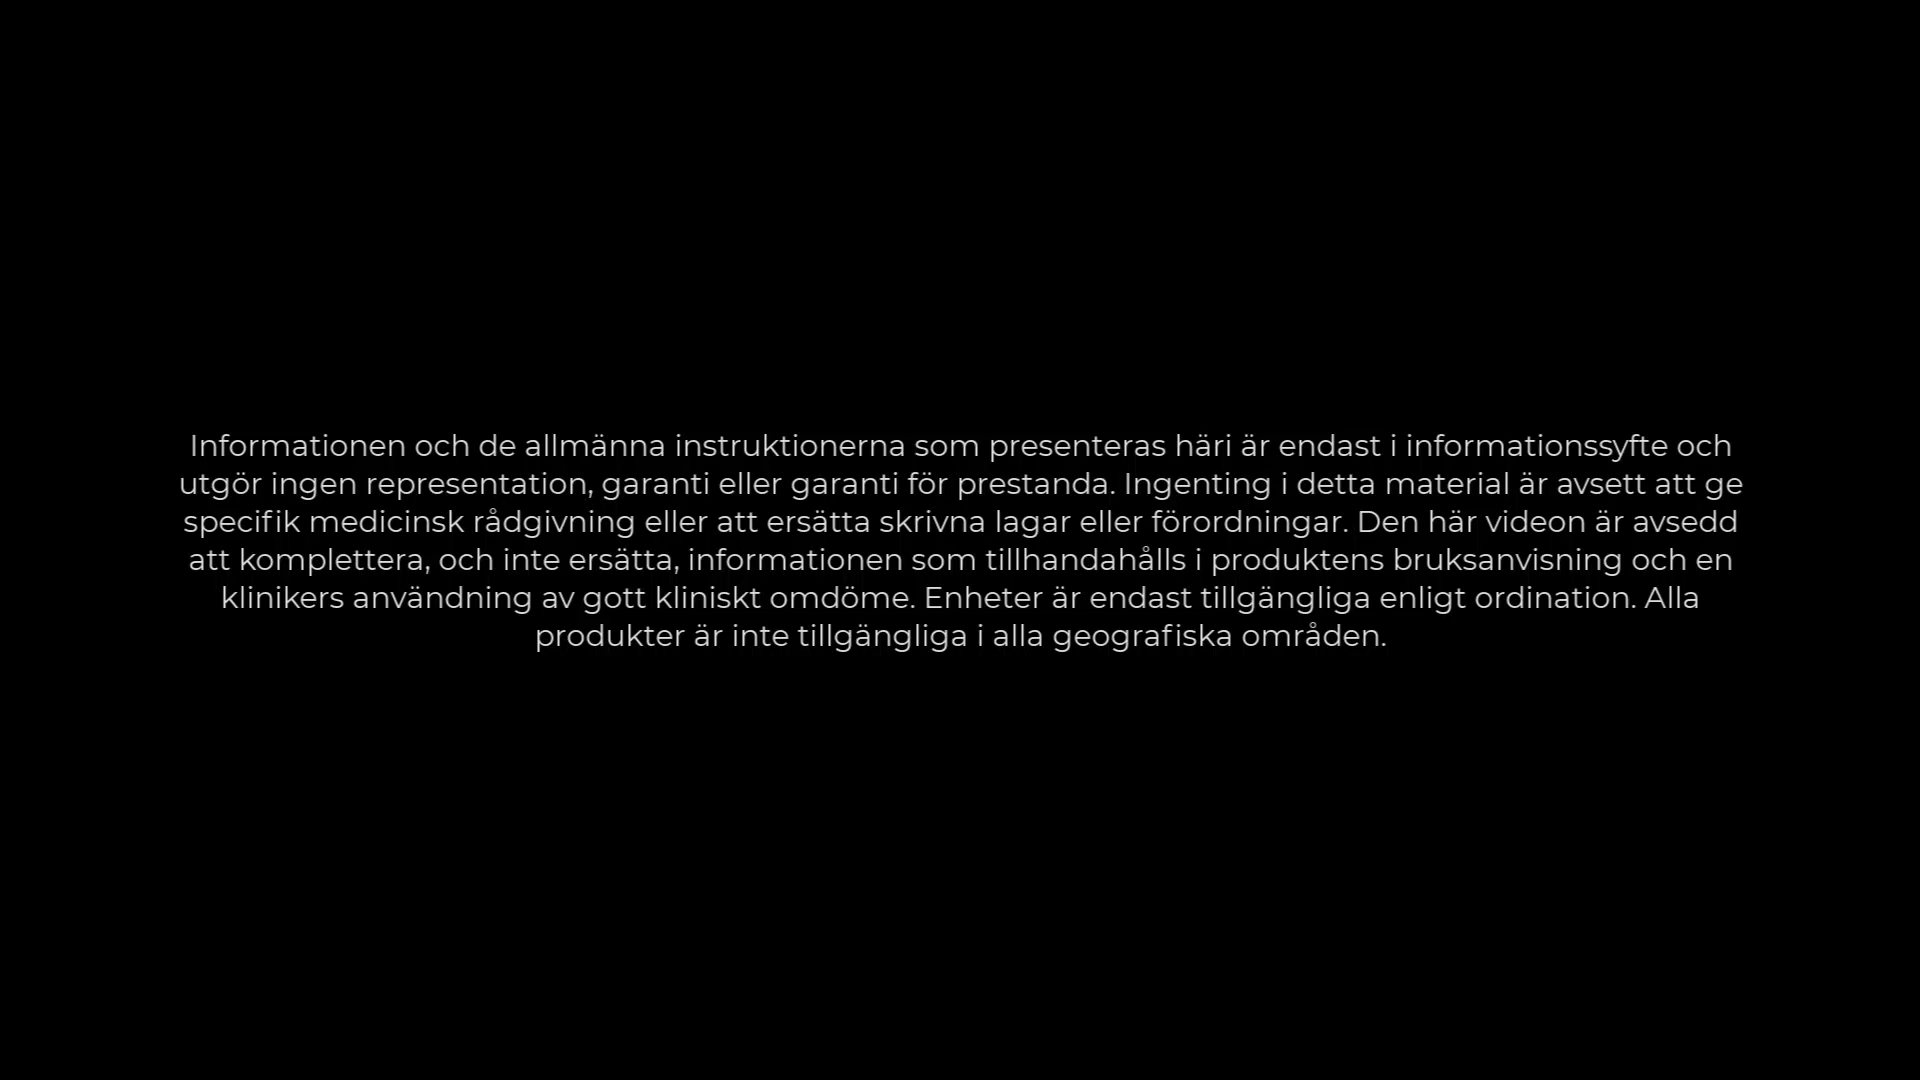 Informationen och de allmänna instruktionerna som presenteras häri är endast i informationssyfte och
utgör ingen representation, garanti eller garanti för prestanda. Ingenting i detta material är avsett att ge
specifik medicinsk rådgivning eller att ersätta skrivna lagar eller förordningar. Den här videon är avsedd
att komplettera, och inte ersätta, informationen som tillhandahålls i produktens bruksanvisning och en
klinikers användning av gott kliniskt omdöme. Enheter är endast tillgängliga enligt ordination. Alla
produkter är inte tillgängliga i alla geografiska områden.